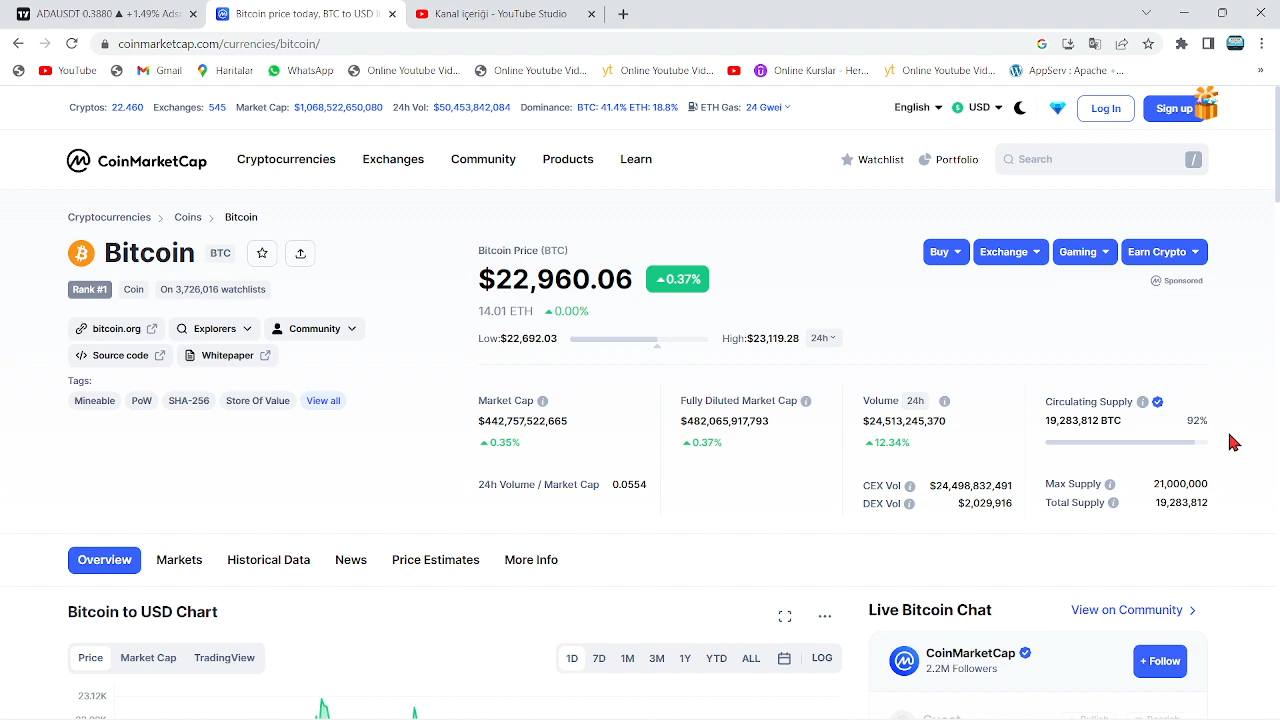 ADAUSDT 0.3880 ▲ +1.49% Ads
Bitcoin price today, BTC to USD li
Kanal içeriği - YouTube Studio
coinmarketcap.com/currencies/bitcoin/
YouTube
Gmail
Haritalar
WhatsApp
Online Youtube Vid...
Online Youtube Vid...
Online Youtube Vid...
Online Kurslar - Her...
Online Youtube Vid...
AppServ : Apache +...
»
Cryptos: 22.460 Exchanges: 545 Market Cap: $1,068,522,650,080 24h Vol: $50,453,842,084 Dominance: BTC: 41.4% ETH: 18.8% ETH Gas: 24 Gwei
English
USD
Log In
Sign up
CoinMarketCap
Cryptocurrencies
Exchanges
Community
Products
Learn
Watchlist
Portfolio
Search
/
Cryptocurrencies > Coins > Bitcoin
Bitcoin BTC
Rank #1
Coin
On 3,726,016 watchlists
bitcoin.org
Explorers
Community
Source code
Whitepaper
Tags:
Mineable
PoW
SHA-256
Store Of Value
View all
Bitcoin Price (BTC)
$22,960.06
0.37%
14.01 ETH 0.00%
Low:$22,692.03
High:$23,119.28
24h
Buy
Exchange
Gaming
Earn Crypto
Sponsored
Market Cap
$442,757,522,665
0.35%
24h Volume / Market Cap 0.0554
Fully Diluted Market Cap
$482,065,917,793
0.37%
Volume 24h
$24,513,245,370
12.34%
CEX Vol $24,498,832,491
DEX Vol $2,029,916
Circulating Supply
19,283,812 BTC 92%
Max Supply 21,000,000
Total Supply 19,283,812
Overview
Markets
Historical Data
News
Price Estimates
More Info
Bitcoin to USD Chart
Price
Market Cap
TradingView
1D
7D
1M
3M
1Y
YTD
ALL
LOG
23.12K
Live Bitcoin Chat
View on Community
CoinMarketCap
2.2M Followers
+ Follow